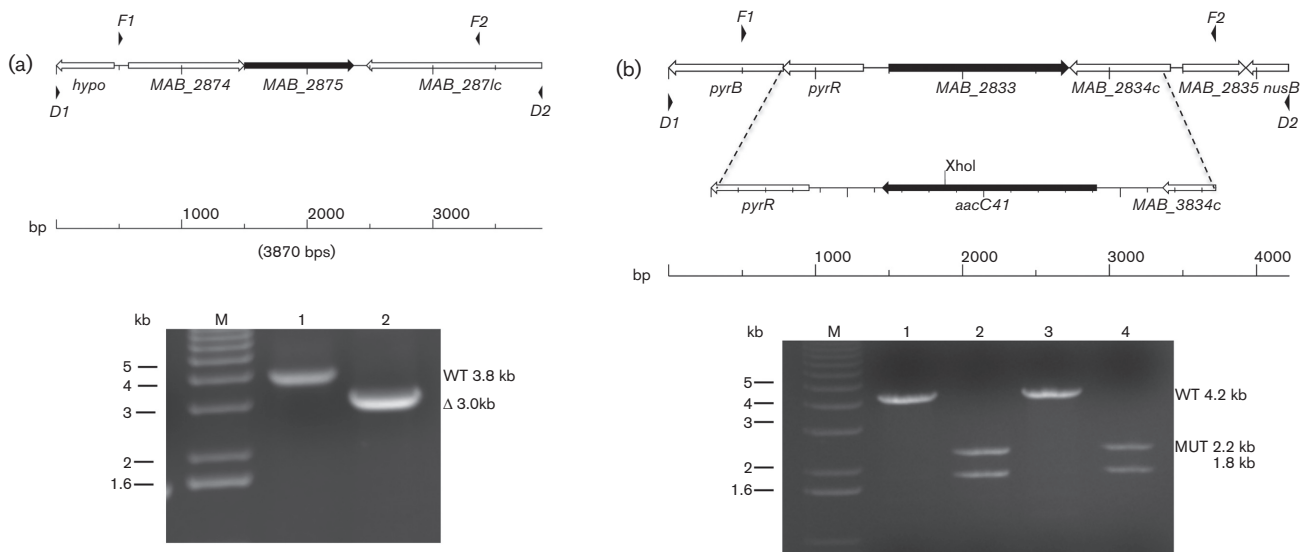 (a)
F1 F2
hypo MAB_2874 MAB_2875 MAB_287lc
D1 D2
bp 1000 2000 3000
(3870 bps)
kb M 1 2
5
4
3
2
1.6
WT 3.8 kb
Δ 3.0kb
(b)
F1 F2
pyrB pyrR MAB_2833 MAB_2834c MAB_2835 nusB
D1 D2
XhoI
pyrR aacC41 MAB_3834c
bp 1000 2000 3000 4000
kb M 1 2 3 4
5
4
3
2
1.6
WT 4.2 kb
MUT 2.2 kb
1.8 kb